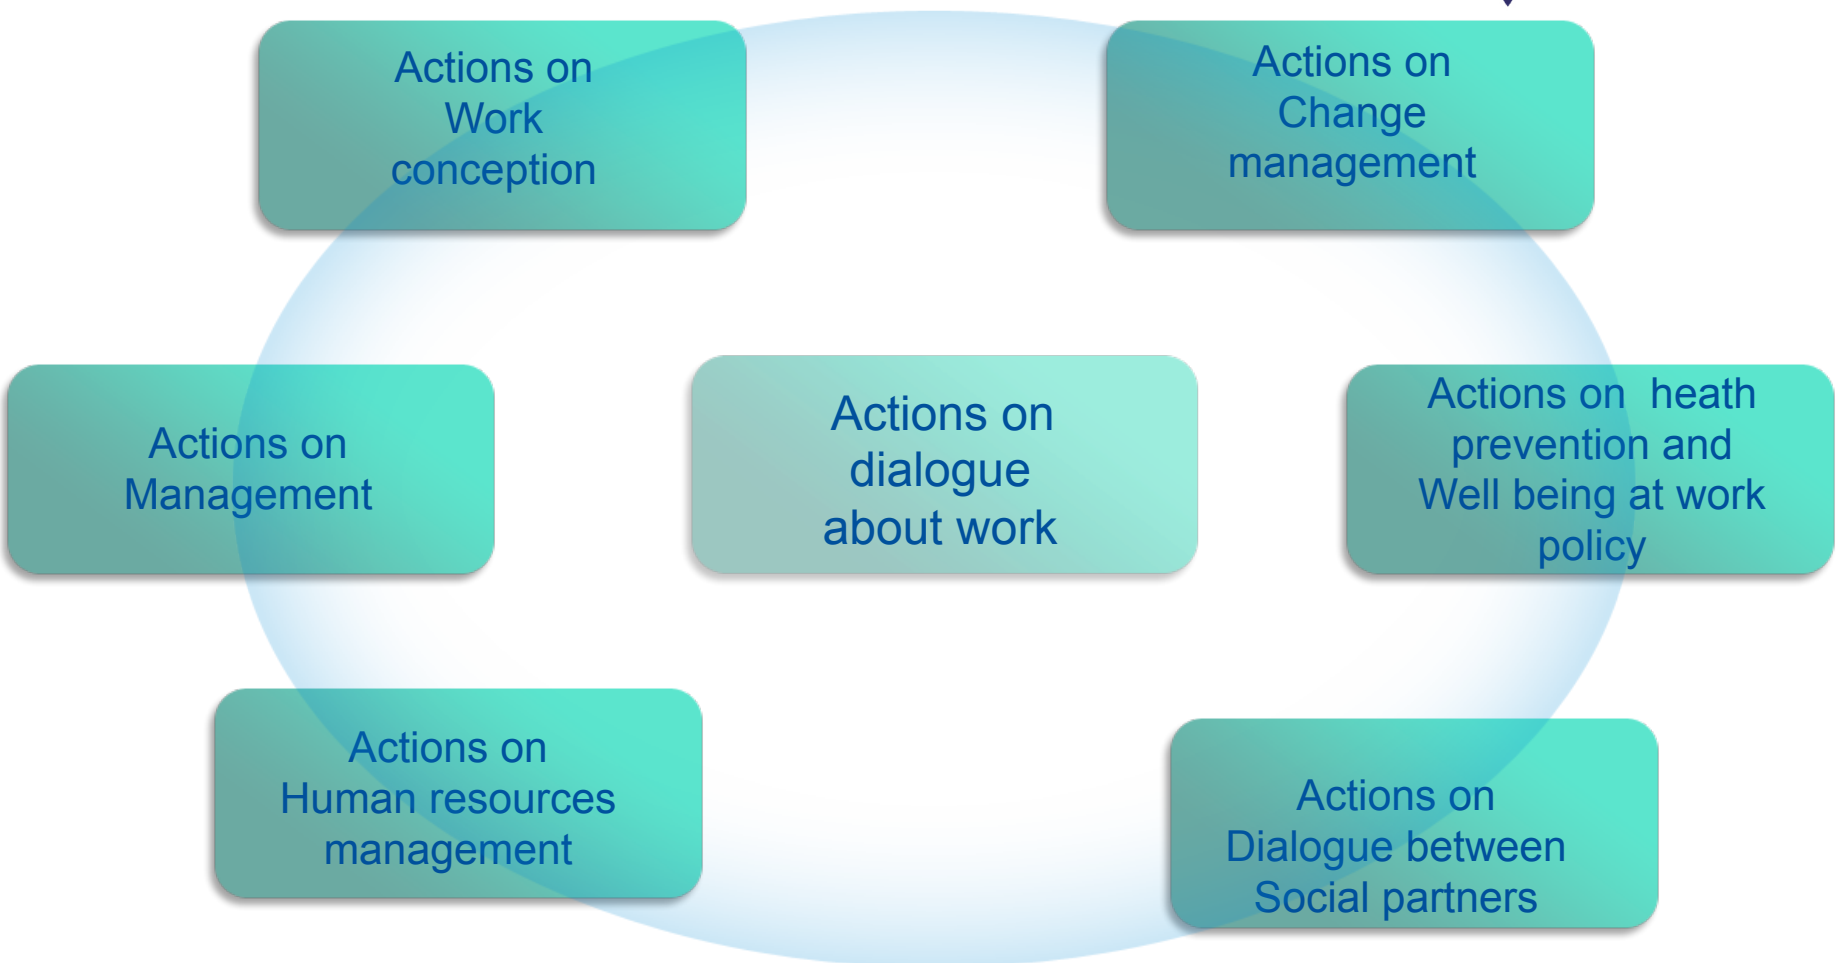 Actions on
Work
conception
Actions on
Change
management
Actions on
Management
Actions on
dialogue
about work
Actions on  heath
prevention and
Well being at work
policy
Actions on
Human resources
management
Actions on
Dialogue between
Social partners